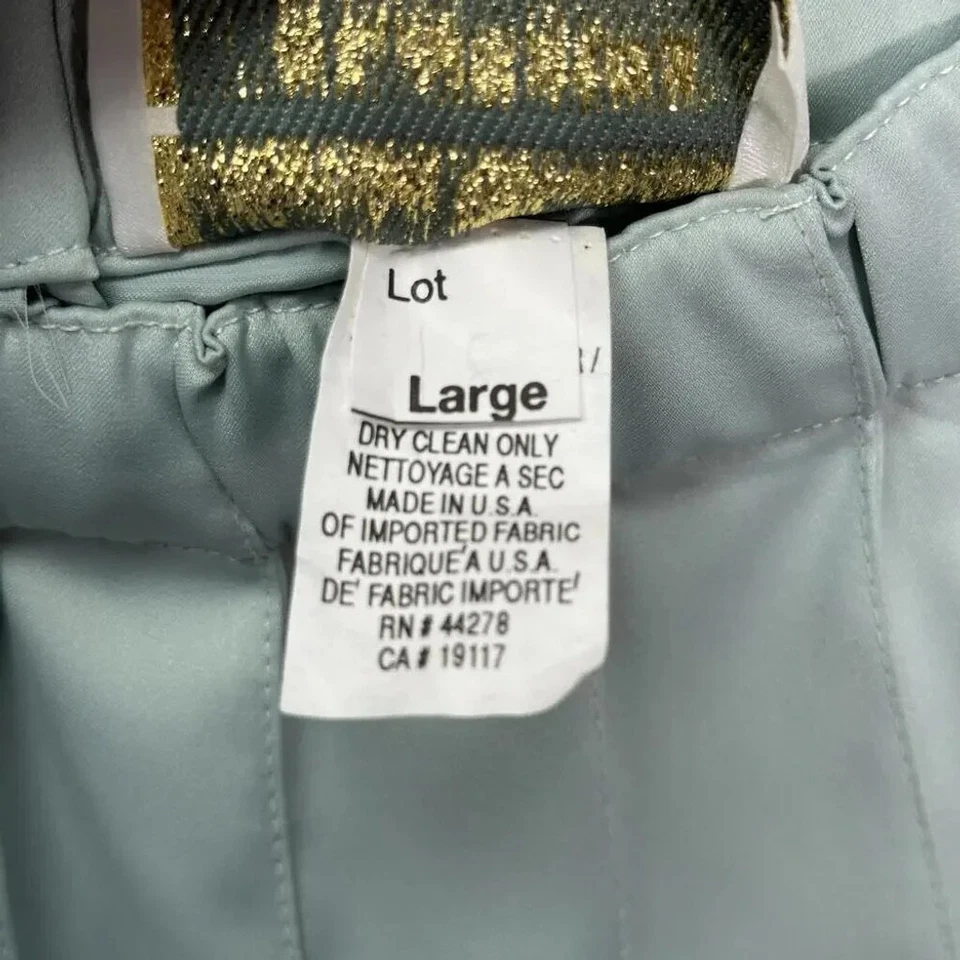 Lot
Large
DRY CLEAN ONLY
NETTOYAGE A SEC
MADE IN U.S.A.
OF IMPORTED FABRIC
FABRIQUE'A U.S.A.
DE' FABRIC IMPORTE'
RN # 44278
CA # 19117